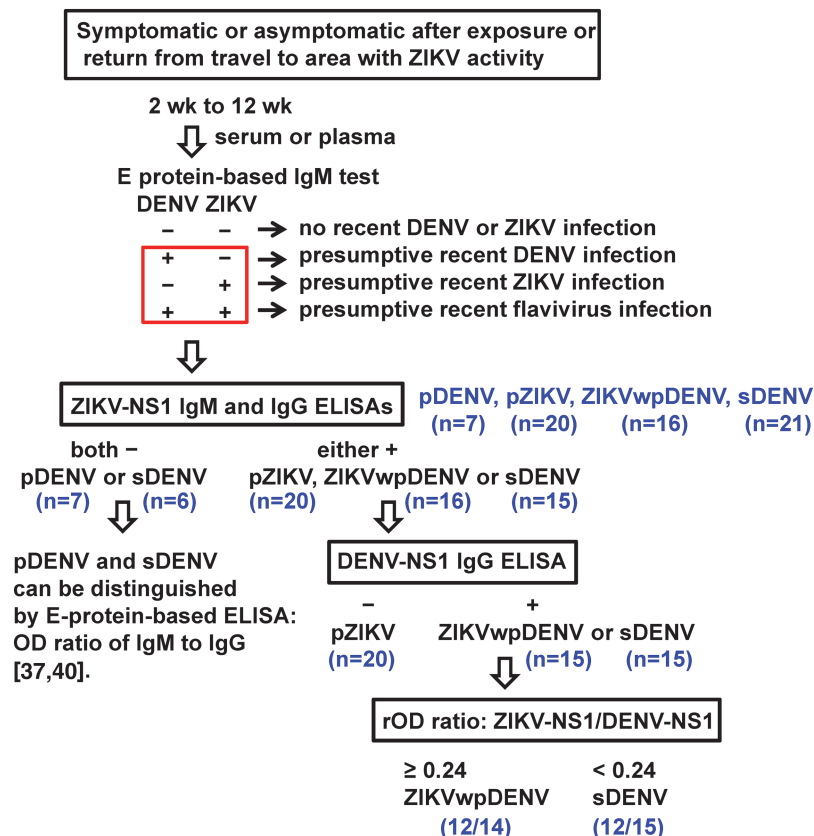 Symptomatic or asymptomatic after exposure or
return from travel to area with ZIKV activity
2 wk to 12 wk
serum or plasma
E protein-based IgM test
DENV ZIKV
− − → no recent DENV or ZIKV infection
+ − → presumptive recent DENV infection
− + → presumptive recent ZIKV infection
+ + → presumptive recent flavivirus infection
ZIKV-NS1 IgM and IgG ELISAs
pDENV, pZIKV, ZIKVwpDENV, sDENV
(n=7) (n=20) (n=16) (n=21)
both −
pDENV or sDENV
(n=7) (n=6)
either +
pZIKV, ZIKVwpDENV or sDENV
(n=20) (n=16) (n=15)
pDENV and sDENV
can be distinguished
by E-protein-based ELISA:
OD ratio of IgM to IgG
[37,40].
DENV-NS1 IgG ELISA
− +
pZIKV ZIKVwpDENV or sDENV
(n=20) (n=15) (n=15)
rOD ratio: ZIKV-NS1/DENV-NS1
≥ 0.24 < 0.24
ZIKVwpDENV sDENV
(12/14) (12/15)